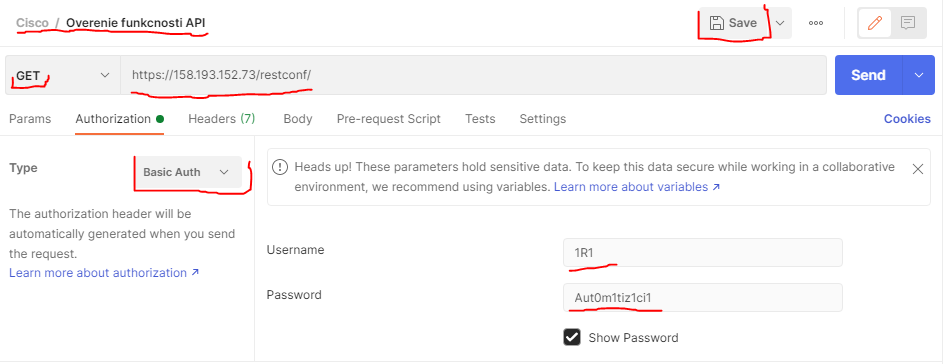 Cisco / Overenie funkcnosti API
Save
GET
https://158.193.152.73/restconf/
Send
Params Authorization Headers (7) Body Pre-request Script Tests Settings Cookies
Type
Basic Auth
The authorization header will be
automatically generated when you send
the request.
Learn more about authorization ↗
Heads up! These parameters hold sensitive data. To keep this data secure while working in a collaborative
environment, we recommend using variables. Learn more about variables ↗
Username
1R1
Password
Aut0m1tiz1ci1
Show Password